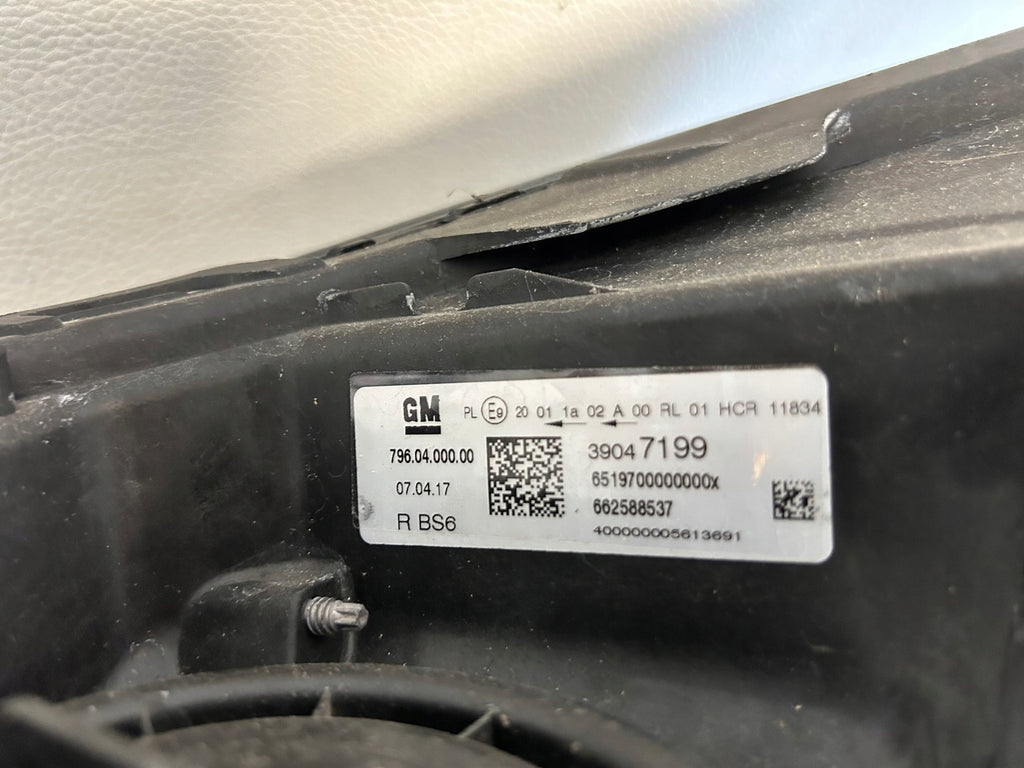 GM PL E9 20 01 1a 02 A 00 RL 01 HCR 11834
796.04.000.00
07.04.17
R BS6
39047199
6519700000000X
662588537
400000005613691